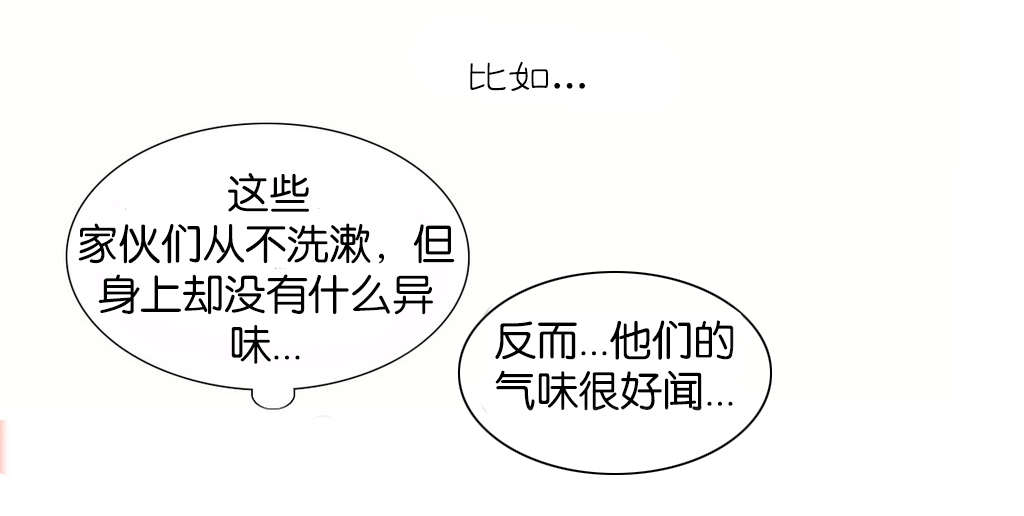 比如...
这些
家伙们从不洗漱，但
身上却没有什么异
味...
反而...他们的
气味很好闻...